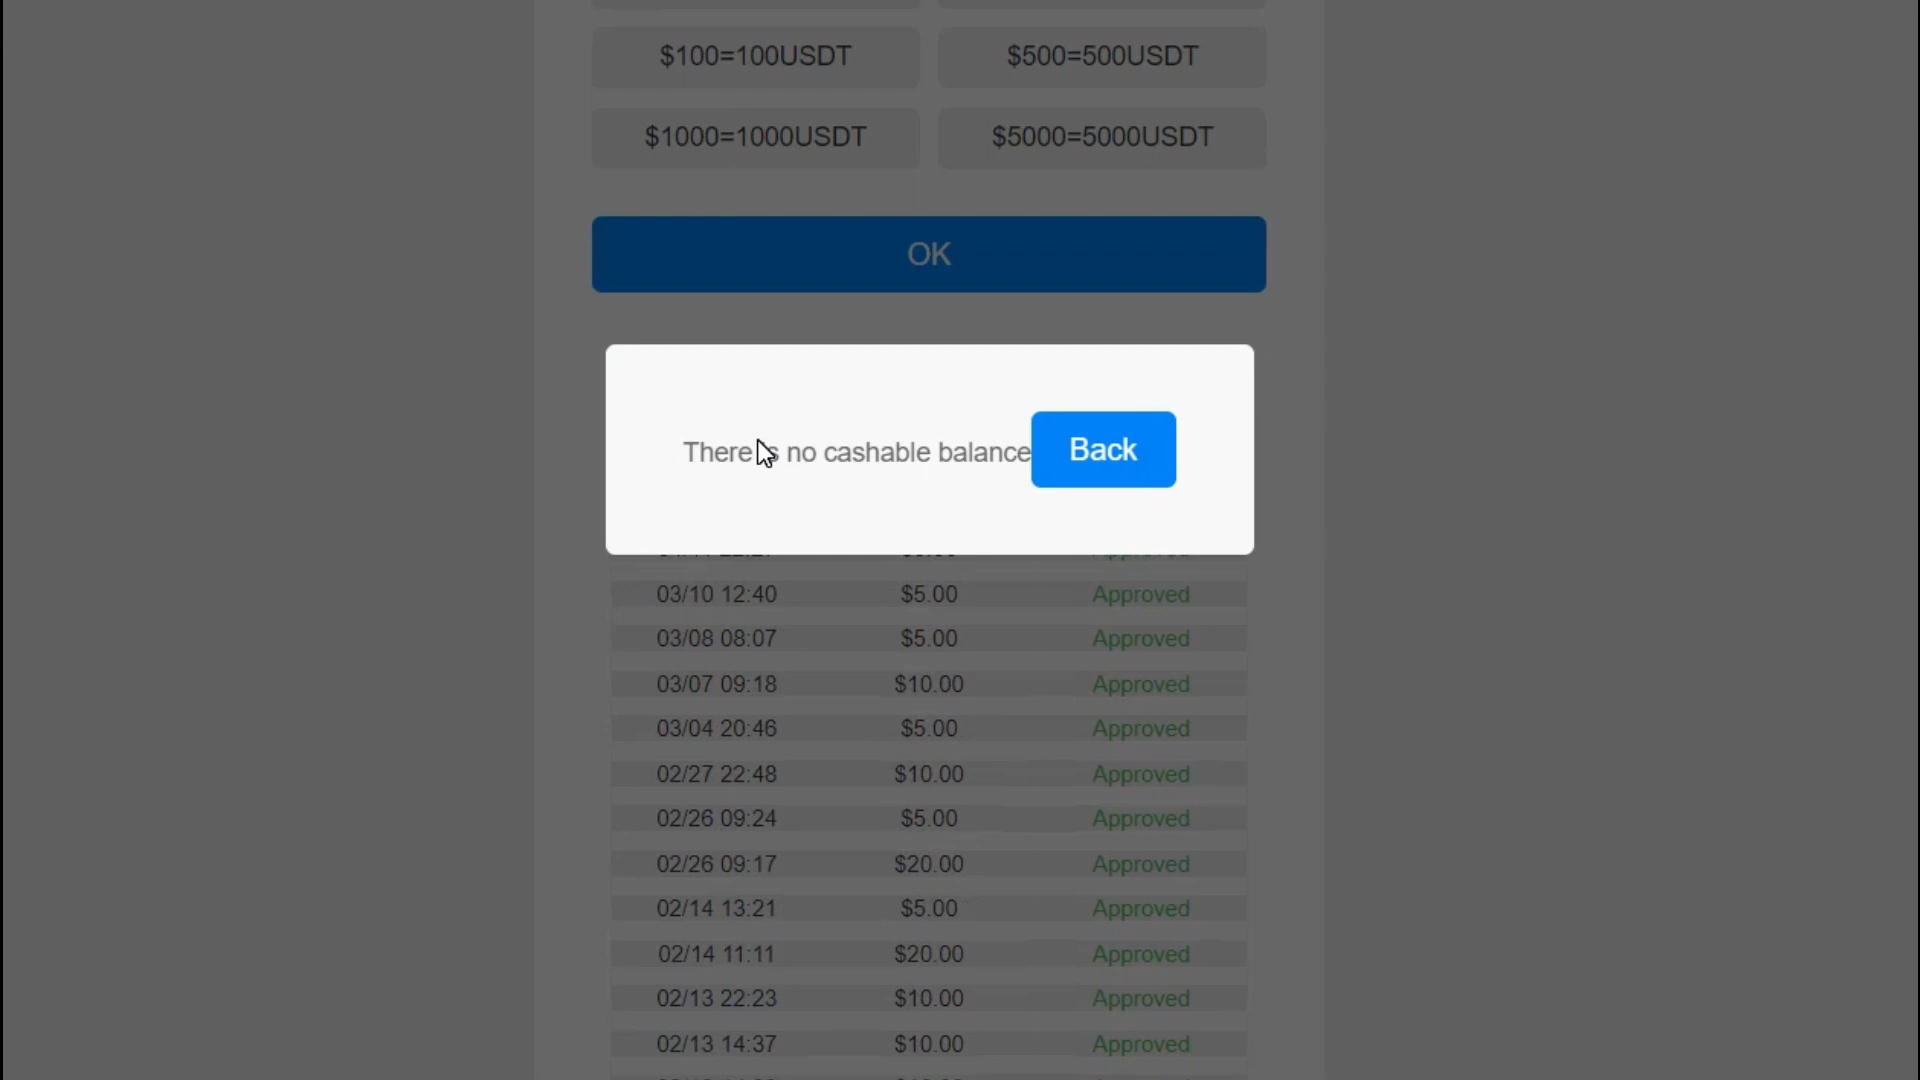 $100=100USDT $500=500USDT
$1000=1000USDT $5000=5000USDT
OK
There is no cashable balance Back
03/10 12:40 $5.00 Approved
03/08 08:07 $5.00 Approved
03/07 09:18 $10.00 Approved
03/04 20:46 $5.00 Approved
02/27 22:48 $10.00 Approved
02/26 09:24 $5.00 Approved
02/26 09:17 $20.00 Approved
02/14 13:21 $5.00 Approved
02/14 11:11 $20.00 Approved
02/13 22:23 $10.00 Approved
02/13 14:37 $10.00 Approved